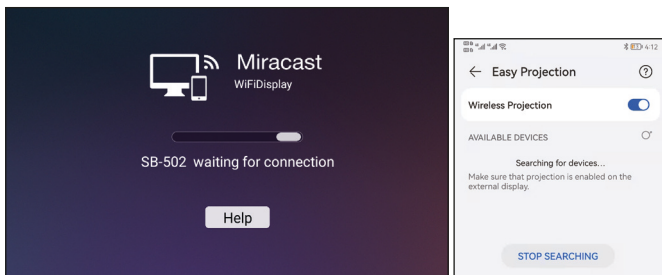 Miracast
WiFiDisplay
SB-502 waiting for connection
Help
4:12
Easy Projection
Wireless Projection
AVAILABLE DEVICES
Searching for devices...
Make sure that projection is enabled on the
external display.
STOP SEARCHING